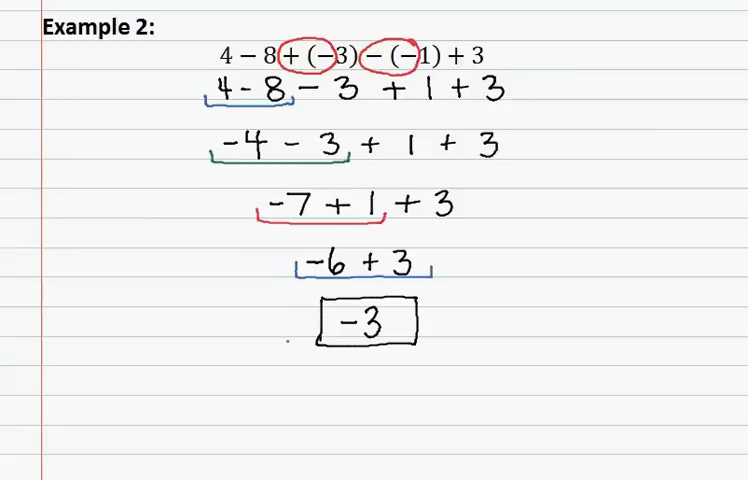 Example 2:
4 − 8 + (−3) − (−1) + 3
4 - 8 - 3 + 1 + 3
-4 - 3 + 1 + 3
-7 + 1 + 3
-6 + 3
-3